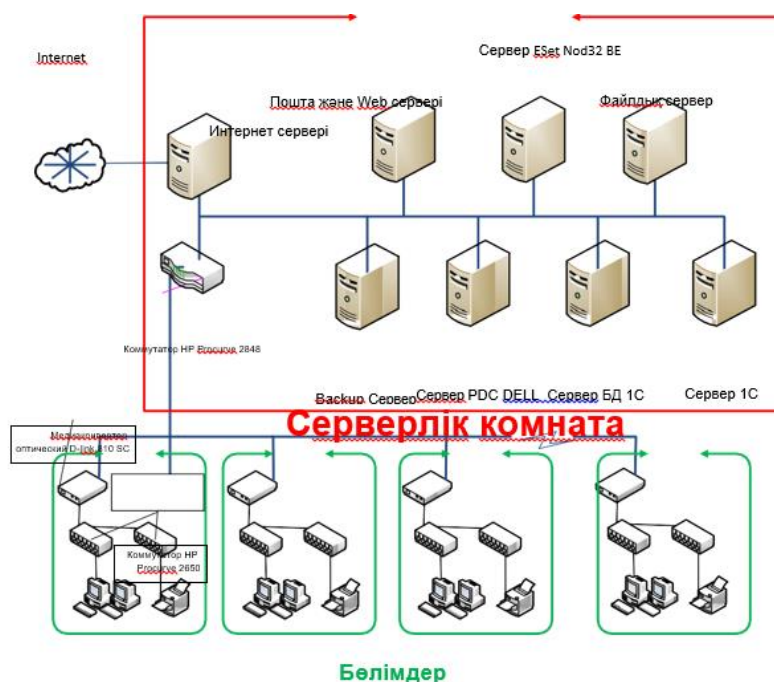 Internet
Сервер ESet Nod32 BE
Пошта және Web сервері
Файлдық сервер
Интернет сервері
Коммутатор HP Procurve 2848
Backup Сервер
Сервер PDC DELL
Сервер БД 1С
Сервер 1С
Серверлік комната
Медиаконвертер
оптический D-link 810 SC
Коммутатор HP
Procurve 2650
Бөлімдер